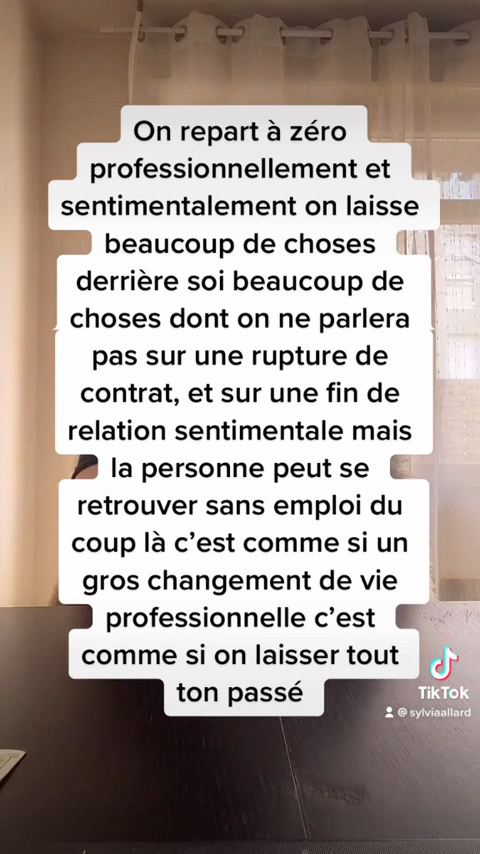 On repart à zéro
professionnellement et
sentimentalement on laisse
beaucoup de choses
derrière soi beaucoup de
choses dont on ne parlera
pas sur une rupture de
contrat, et sur une fin de
relation sentimentale mais
la personne peut se
retrouver sans emploi du
coup là c’est comme si un
gros changement de vie
professionnelle c’est
comme si on laisser tout
ton passé
TikTok
@sylviaallard